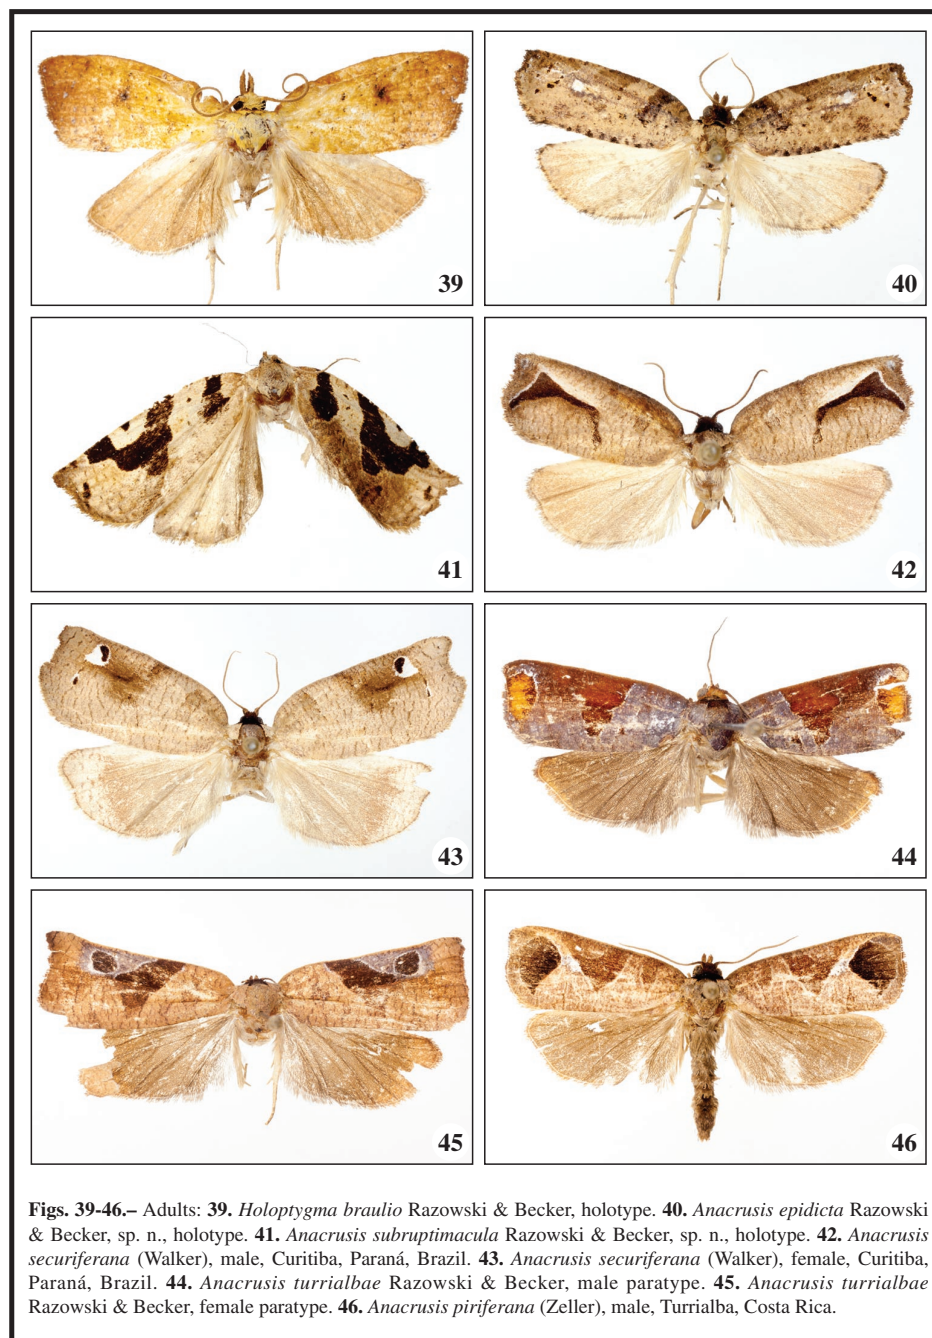 39
40
41
42
43
44
45
46
Figs. 39-46.– Adults: 39. Holoptygma braulio Razowski & Becker, holotype. 40. Anacrusis epidicta Razowski
& Becker, sp. n., holotype. 41. Anacrusis subruptimacula Razowski & Becker, sp. n., holotype. 42. Anacrusis
securiferana (Walker), male, Curitiba, Paraná, Brazil. 43. Anacrusis securiferana (Walker), female, Curitiba,
Paraná, Brazil. 44. Anacrusis turrialbae Razowski & Becker, male paratype. 45. Anacrusis turrialbae
Razowski & Becker, female paratype. 46. Anacrusis piriferana (Zeller), male, Turrialba, Costa Rica.